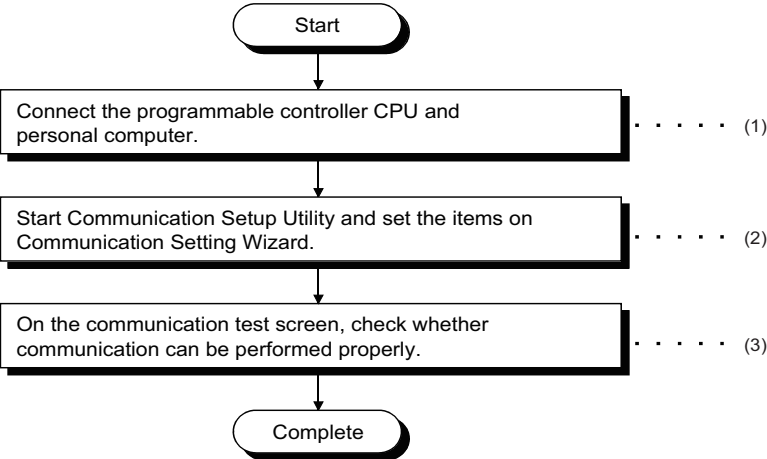 Start
Connect the programmable controller CPU and
personal computer.
(1)
Start Communication Setup Utility and set the items on
Communication Setting Wizard.
(2)
On the communication test screen, check whether
communication can be performed properly.
(3)
Complete